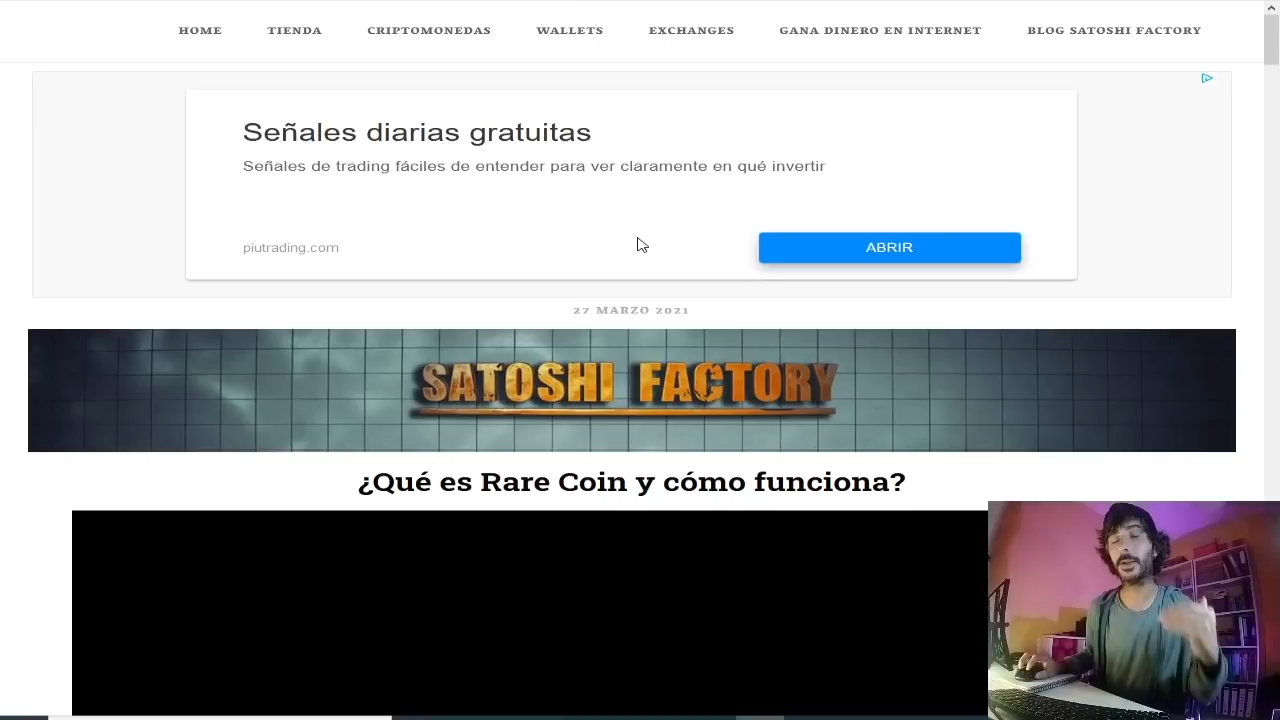 HOME TIENDA CRIPTOMONEDAS WALLETS EXCHANGES GANA DINERO EN INTERNET BLOG SATOSHI FACTORY
Señales diarias gratuitas
Señales de trading fáciles de entender para ver claramente en qué invertir
piutrading.com ABRIR
27 MARZO 2021
SATOSHI FACTORY
¿Qué es Rare Coin y cómo funciona?